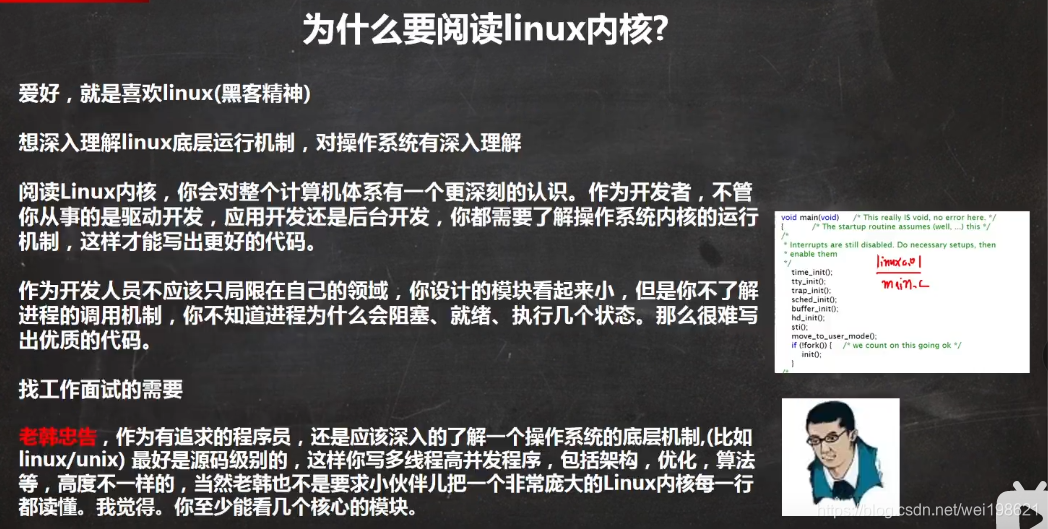 为什么要阅读linux内核?
爱好，就是喜欢linux(黑客精神)
想深入理解linux底层运行机制，对操作系统有深入理解
阅读Linux内核，你会对整个计算机体系有一个更深刻的认识。作为开发者，不管
你从事的是驱动开发，应用开发还是后台开发，你都需要了解操作系统内核的运行
机制，这样才能写出更好的代码。
作为开发人员不应该只局限在自己的领域，你设计的模块看起来小，但是你不了解
进程的调用机制，你不知道进程为什么会阻塞、就绪、执行几个状态。那么很难写
出优质的代码。
找工作面试的需要
老韩忠告，作为有追求的程序员，还是应该深入的了解一个操作系统的底层机制,(比如
linux/unix) 最好是源码级别的，这样你写多线程高并发程序，包括架构，优化，算法
等，高度不一样的，当然老韩也不是要求小伙伴儿把一个非常庞大的Linux内核每一行
都读懂。我觉得。你至少能看几个核心的模块。
void main(void) /* This really IS void, no error here. */
{ /* The startup routine assumes (well, ...) this */
/*
* Interrupts are still disabled. Do necessary setups, then
* enable them
*/
time_init();
tty_init();
trap_init();
sched_init();
buffer_init();
hd_init();
sti();
move_to_user_mode();
if (!fork()) { /* we count on this going ok */
init();
}
/*
linux0.01
main.c
https://blog.csdn.net/wei198621